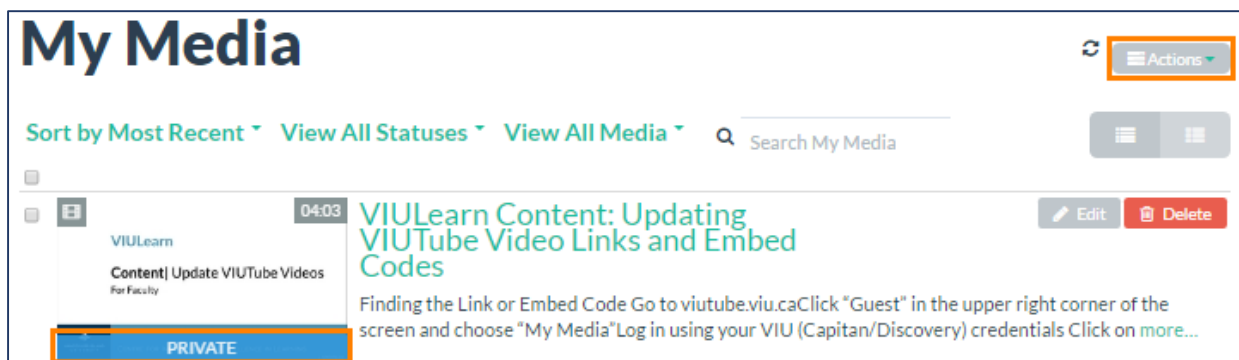 My Media
Actions
Sort by Most Recent View All Statuses View All Media Search My Media
04:03
VIULearn
Content| Update VIUTube Videos
For Faculty
PRIVATE
VIULearn Content: Updating
VIUTube Video Links and Embed
Codes
Edit Delete
Finding the Link or Embed Code Go to viutube.viu.caClick “Guest” in the upper right corner of the
screen and choose “My Media”Log in using your VIU (Capitan/Discovery) credentials Click on more...